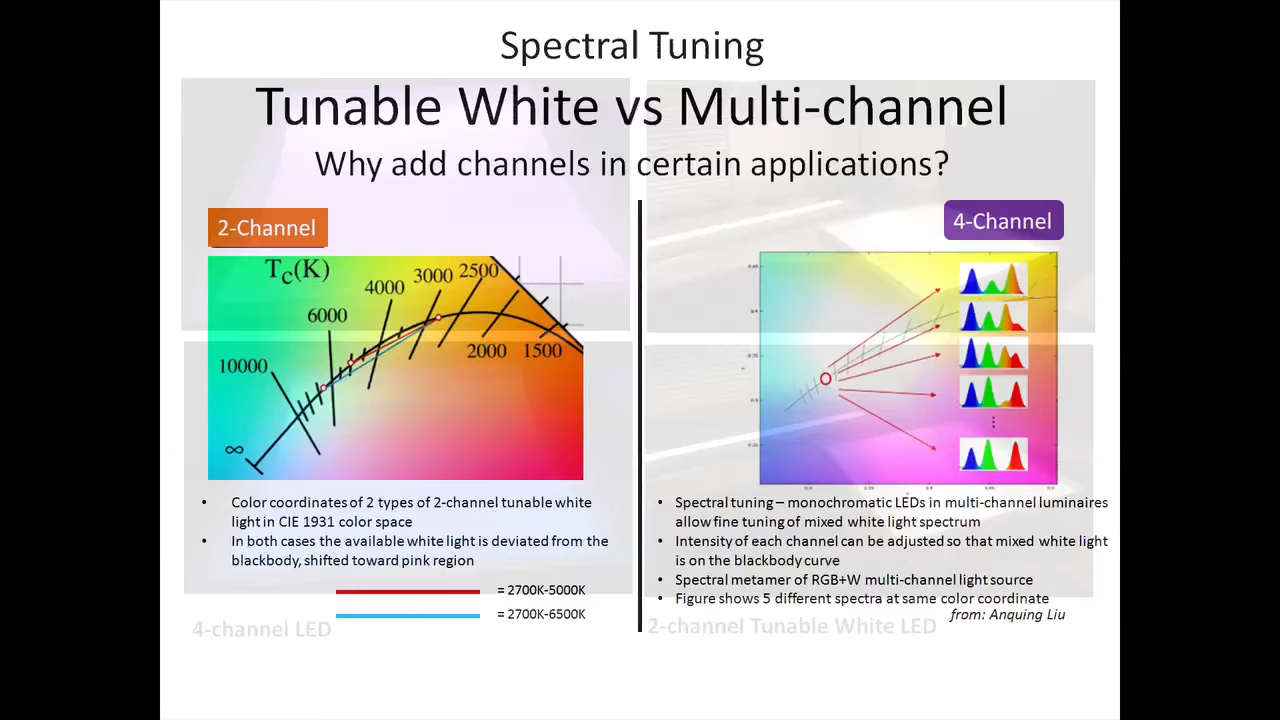 Spectral Tuning
Tunable White vs Multi-channel
Why add channels in certain applications?
2-Channel
Tc(K)
10000
6000
4000
3000
2500
2000
1500
∞
• Color coordinates of 2 types of 2-channel tunable white
light in CIE 1931 color space
• In both cases the available white light is deviated from the
blackbody, shifted toward pink region
= 2700K-5000K
= 2700K-6500K
4-channel LED
4-Channel
• Spectral tuning – monochromatic LEDs in multi-channel luminaires
allow fine tuning of mixed white light spectrum
• Intensity of each channel can be adjusted so that mixed white light
is on the blackbody curve
• Spectral metamer of RGB+W multi-channel light source
• Figure shows 5 different spectra at same color coordinate
from: Anquing Liu
2-channel Tunable White LED